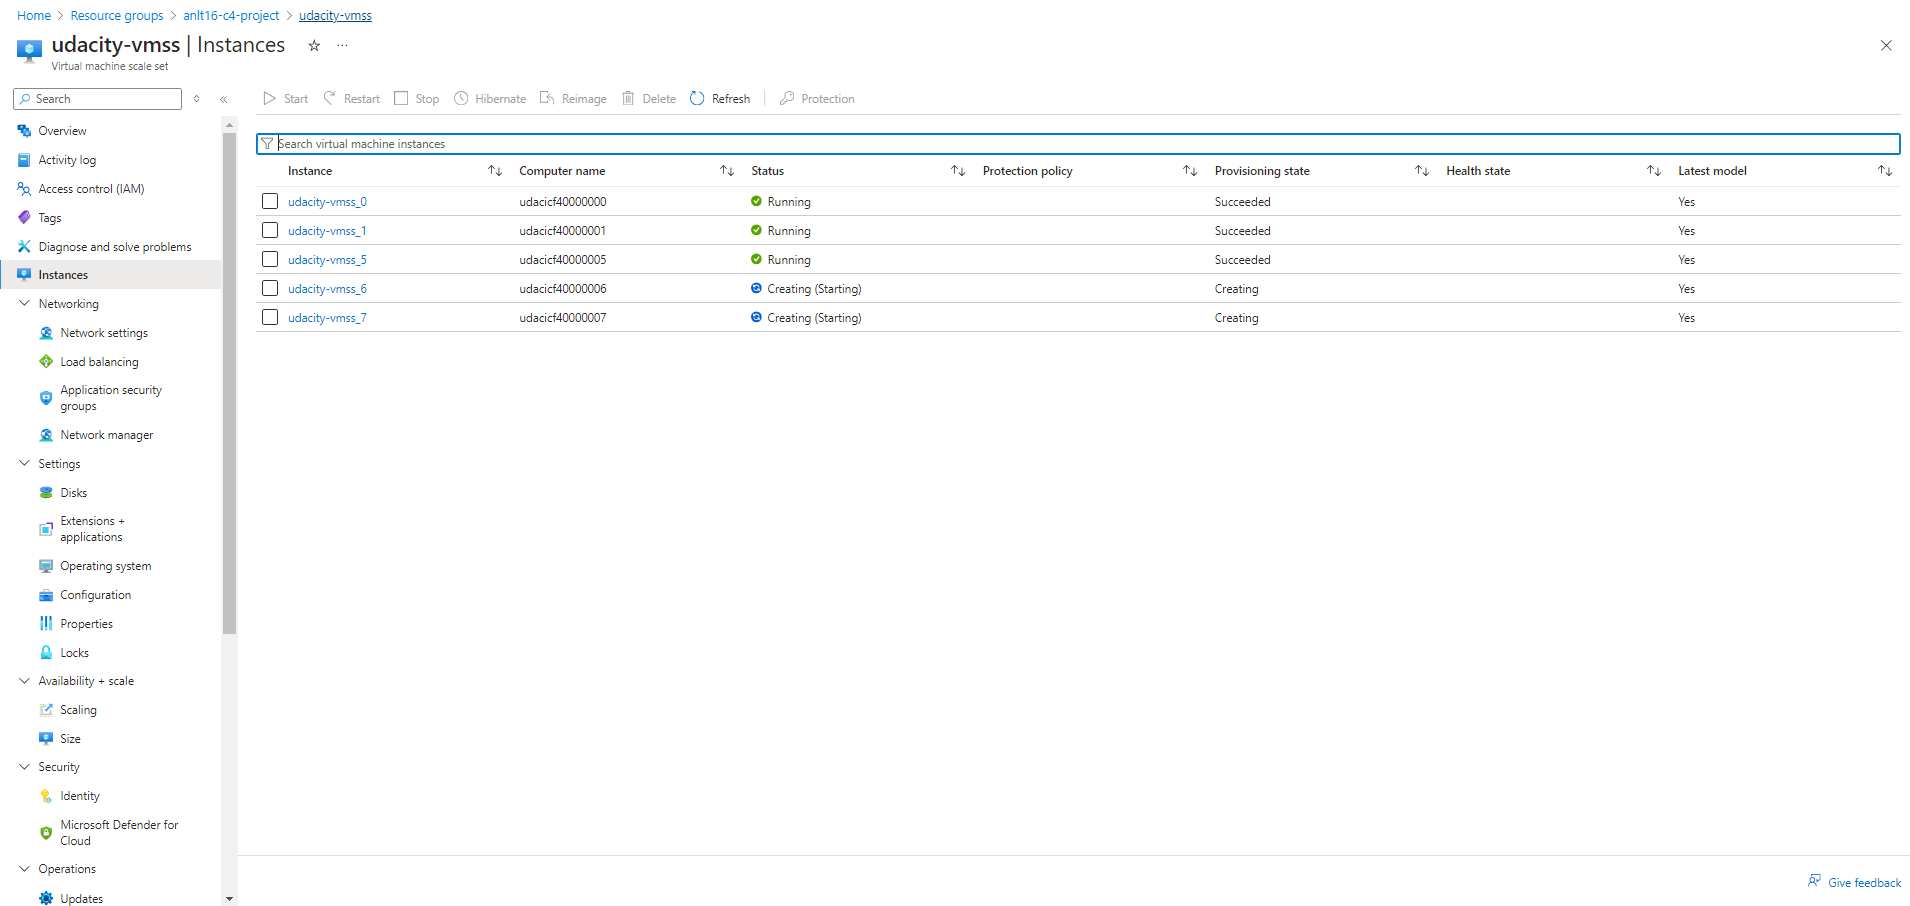 Home > Resource groups > anlt16-c4-project > udacity-vmss
udacity-vmss | Instances ☆ ···
Virtual machine scale set
Search
Start Restart Stop Hibernate Reimage Delete Refresh Protection
Overview
Activity log
Access control (IAM)
Tags
Diagnose and solve problems
Instances
Networking
Network settings
Load balancing
Application security
groups
Network manager
Settings
Disks
Extensions +
applications
Operating system
Configuration
Properties
Locks
Availability + scale
Scaling
Size
Security
Identity
Microsoft Defender for
Cloud
Operations
Updates
Search virtual machine instances
Instance Computer name Status Protection policy Provisioning state Health state Latest model
udacity-vmss_0 udacicf40000000 Running Succeeded Yes
udacity-vmss_1 udacicf40000001 Running Succeeded Yes
udacity-vmss_5 udacicf40000005 Running Succeeded Yes
udacity-vmss_6 udacicf40000006 Creating (Starting) Creating Yes
udacity-vmss_7 udacicf40000007 Creating (Starting) Creating Yes
Give feedback